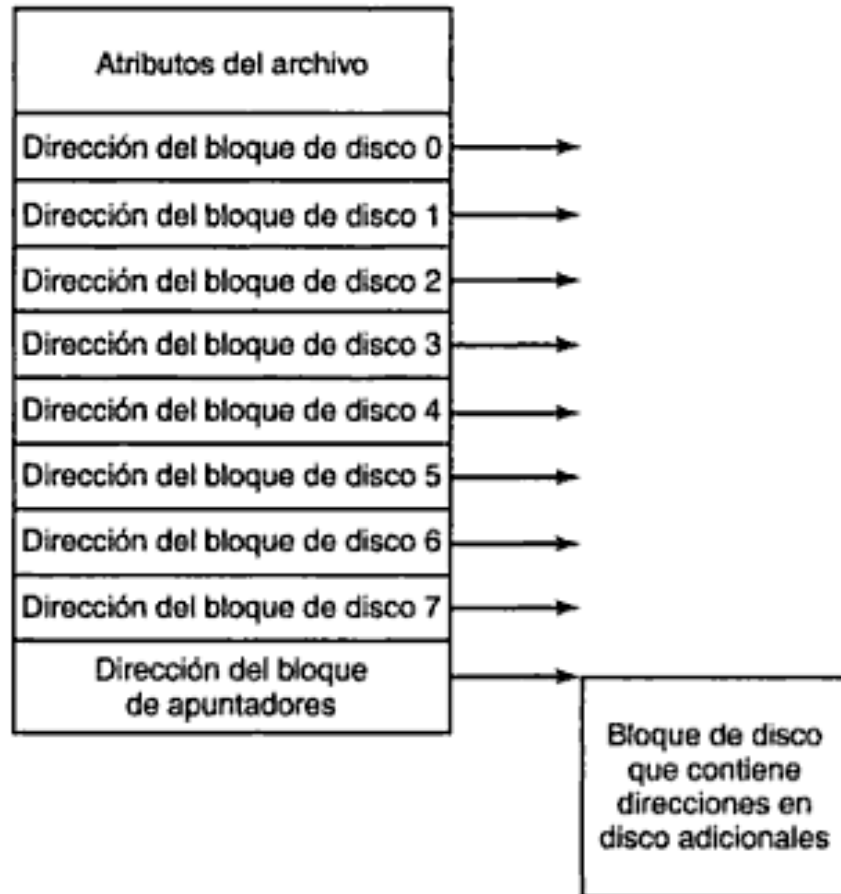 Atributos del archivo
Dirección del bloque de disco 0
Dirección del bloque de disco 1
Dirección del bloque de disco 2
Dirección del bloque de disco 3
Dirección del bloque de disco 4
Dirección del bloque de disco 5
Dirección del bloque de disco 6
Dirección del bloque de disco 7
Dirección del bloque
de apuntadores
Bloque de disco
que contiene
direcciones en
disco adicionales